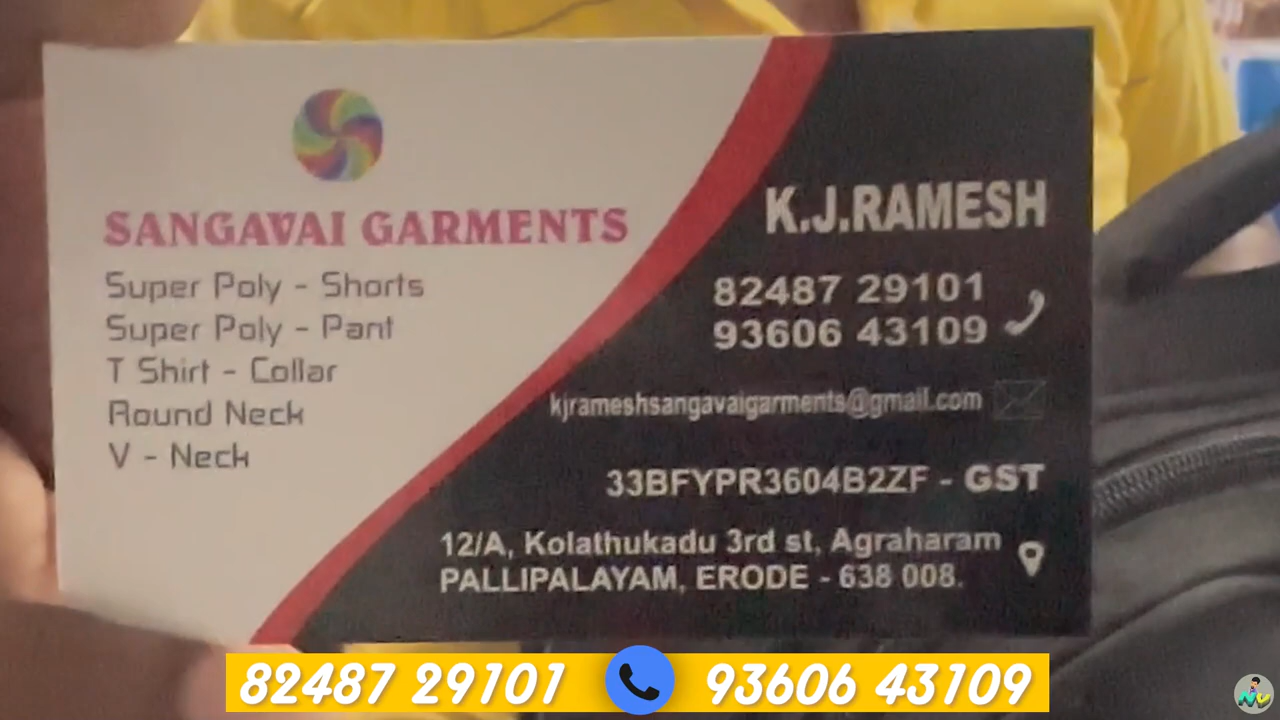 SANGAVAI GARMENTS
Super Poly - Shorts
Super Poly - Pant
T Shirt - Collar
Round Neck
V - Neck
K.J.RAMESH
82487 29101
93606 43109
kjrameshsangavaigarments@gmail.com
33BFYPR3604B2ZF - GST
12/A, Kolathukadu 3rd st, Agraharam
PALLIPALAYAM, ERODE - 638 008.
82487 29101 93606 43109